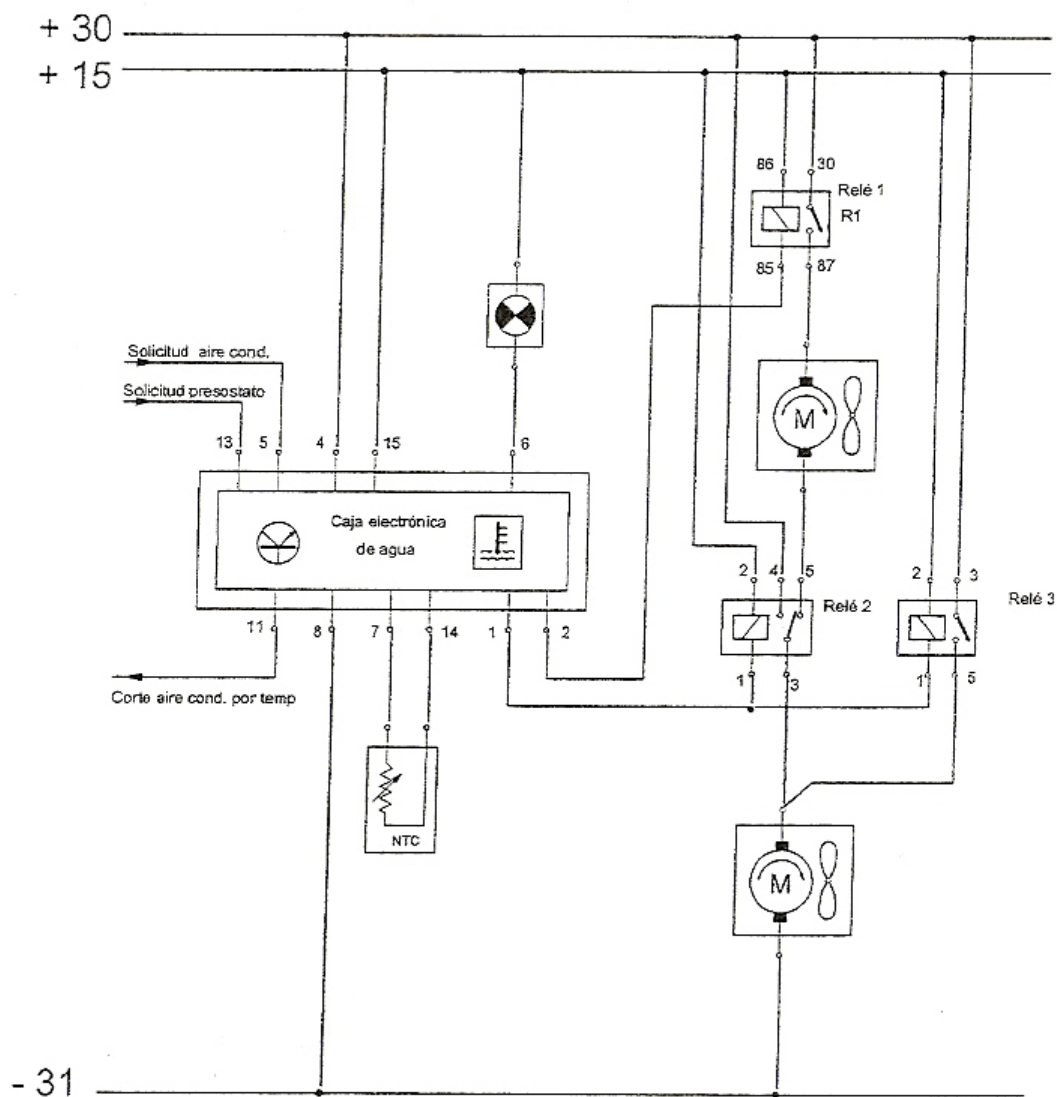 + 30
+ 15
86 30
Relé 1
R1
85 87
Solicitud aire cond.
Solicitud presostato
13 5 4 15 6
M
Caja electrónica
de agua
2 4 5
2 3
Relé 2
Relé 3
11 8 7 14 1 2
1 3
1 5
Corte aire cond. por temp
NTC
M
- 31